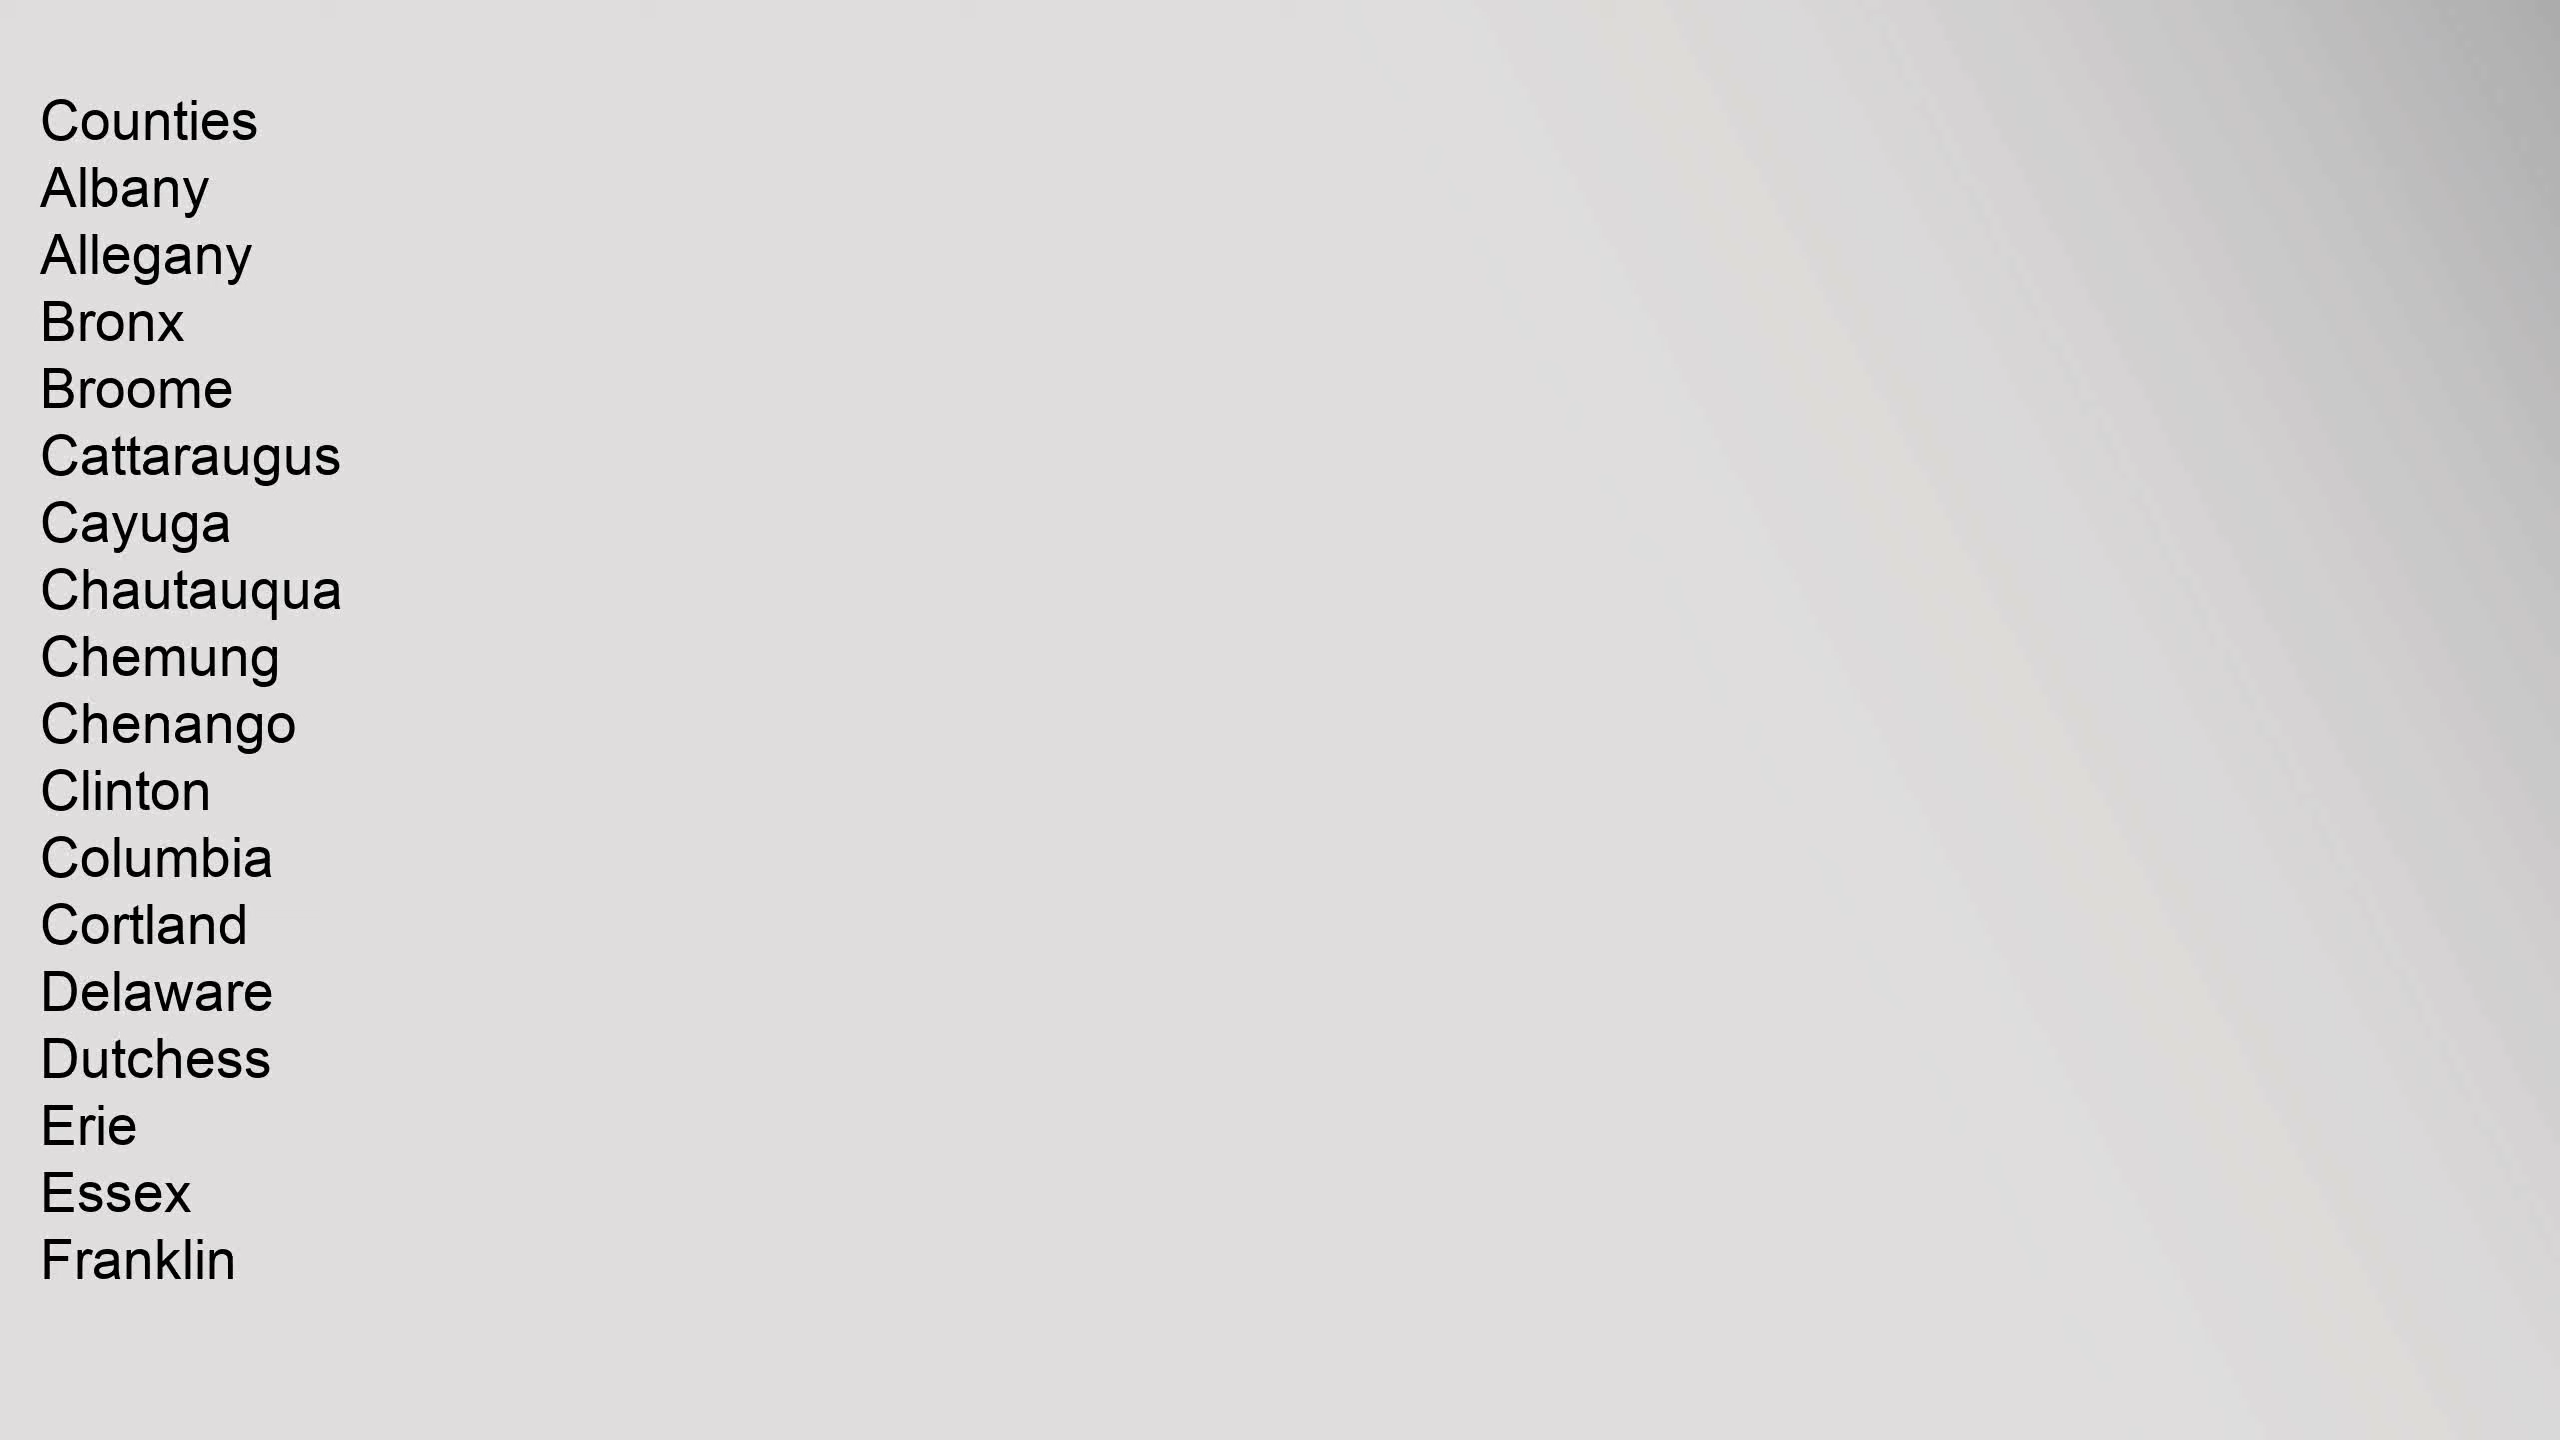 Counties
Albany
Allegany
Bronx
Broome
Cattaraugus
Cayuga
Chautauqua
Chemung
Chenango
Clinton
Columbia
Cortland
Delaware
Dutchess
Erie
Essex
Franklin